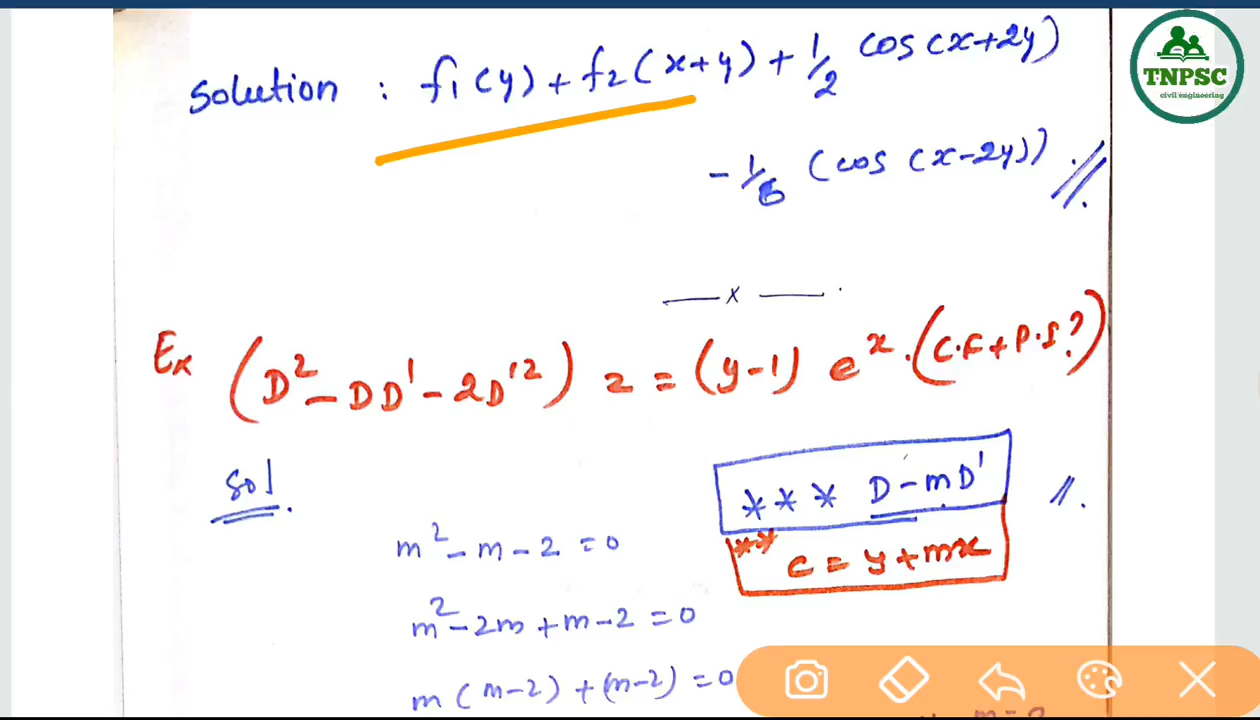 Solution : f1(y) + f2(x+y) + 1/2 cos(x+2y)
- 1/6 (cos (x-2y)) //.
TNPSC
civil engineering
— x —
Ex (D² - DD' - 2D'²) z = (y-1) eˣ. (C.F + P.I ?)
Sol.
*** D - mD' //.
** c = y + mx
m² - m - 2 = 0
m² - 2m + m - 2 = 0
m (m-2) + (m-2) = 0